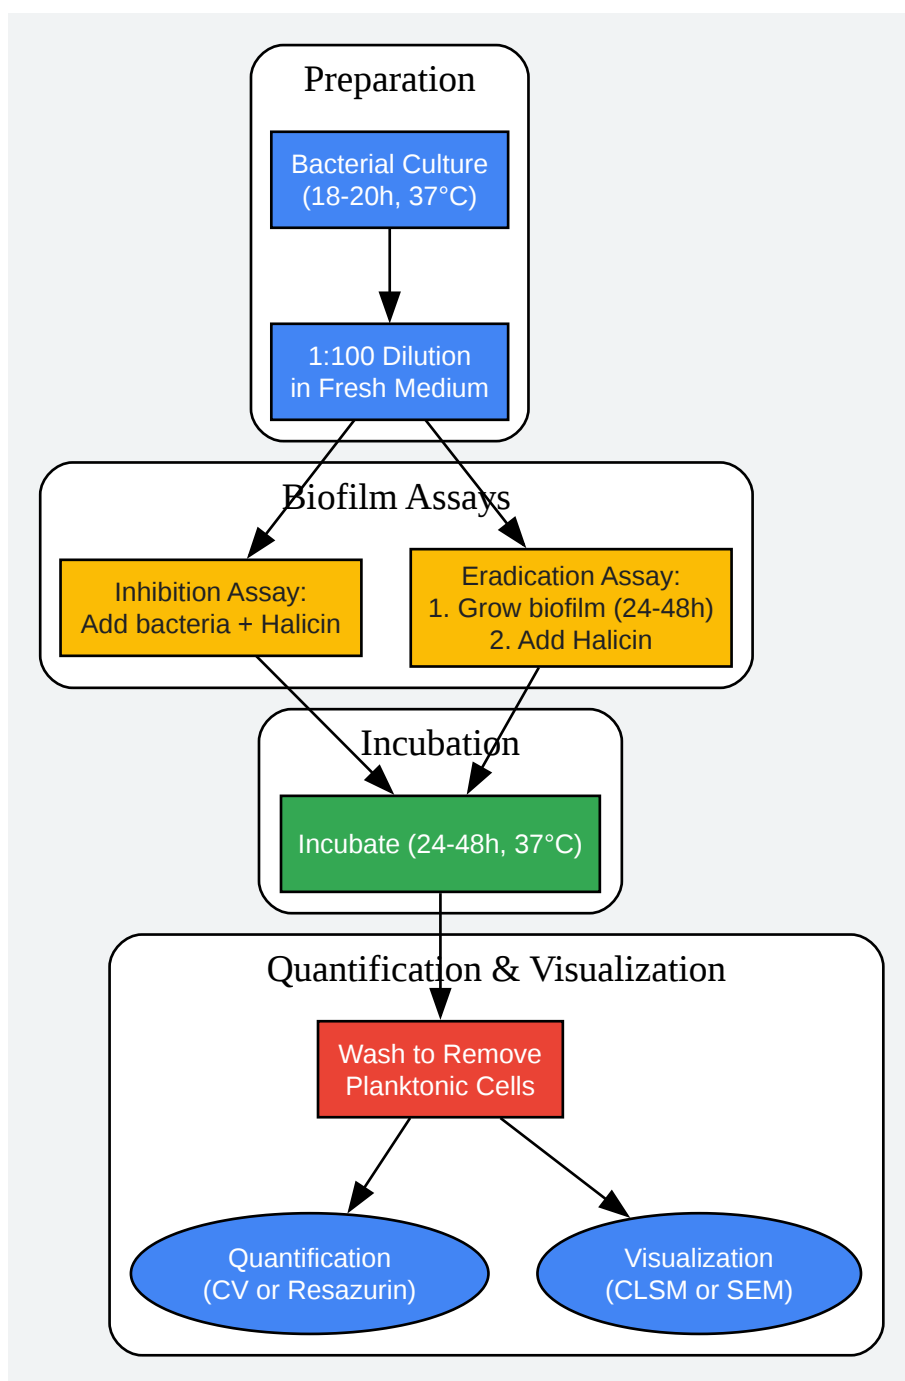 Preparation
Bacterial Culture
(18-20h, 37°C)
1:100 Dilution
in Fresh Medium
Biofilm Assays
Inhibition Assay:
Add bacteria + Halicin
Eradication Assay:
1. Grow biofilm (24-48h)
2. Add Halicin
Incubation
Incubate (24-48h, 37°C)
Quantification & Visualization
Wash to Remove
Planktonic Cells
Quantification
(CV or Resazurin)
Visualization
(CLSM or SEM)